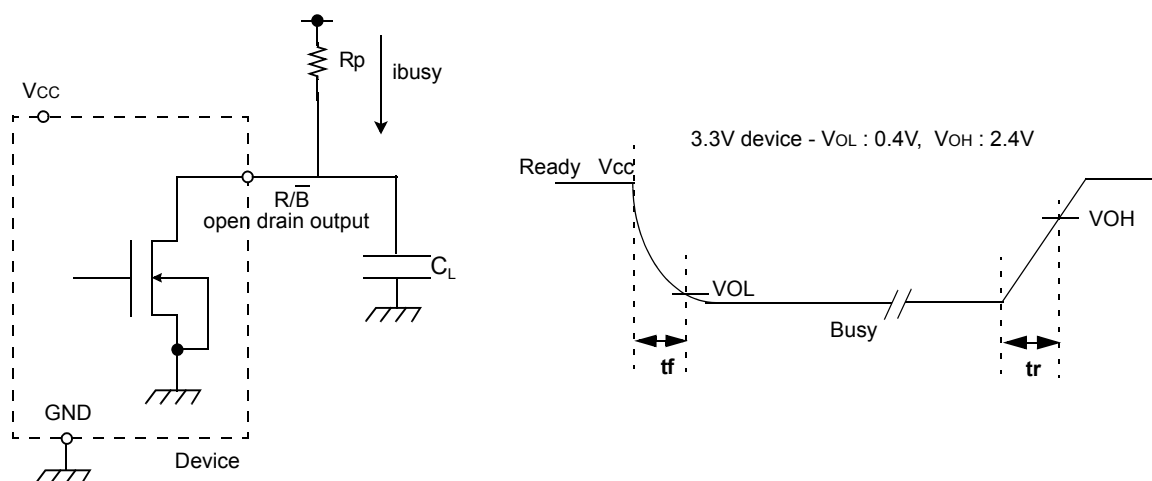 Rp
ibusy
VCC
R/B̅
open drain output
CL
GND
Device
3.3V device - VOL : 0.4V, VOH : 2.4V
Ready Vcc
VOH
VOL
Busy
tf
tr